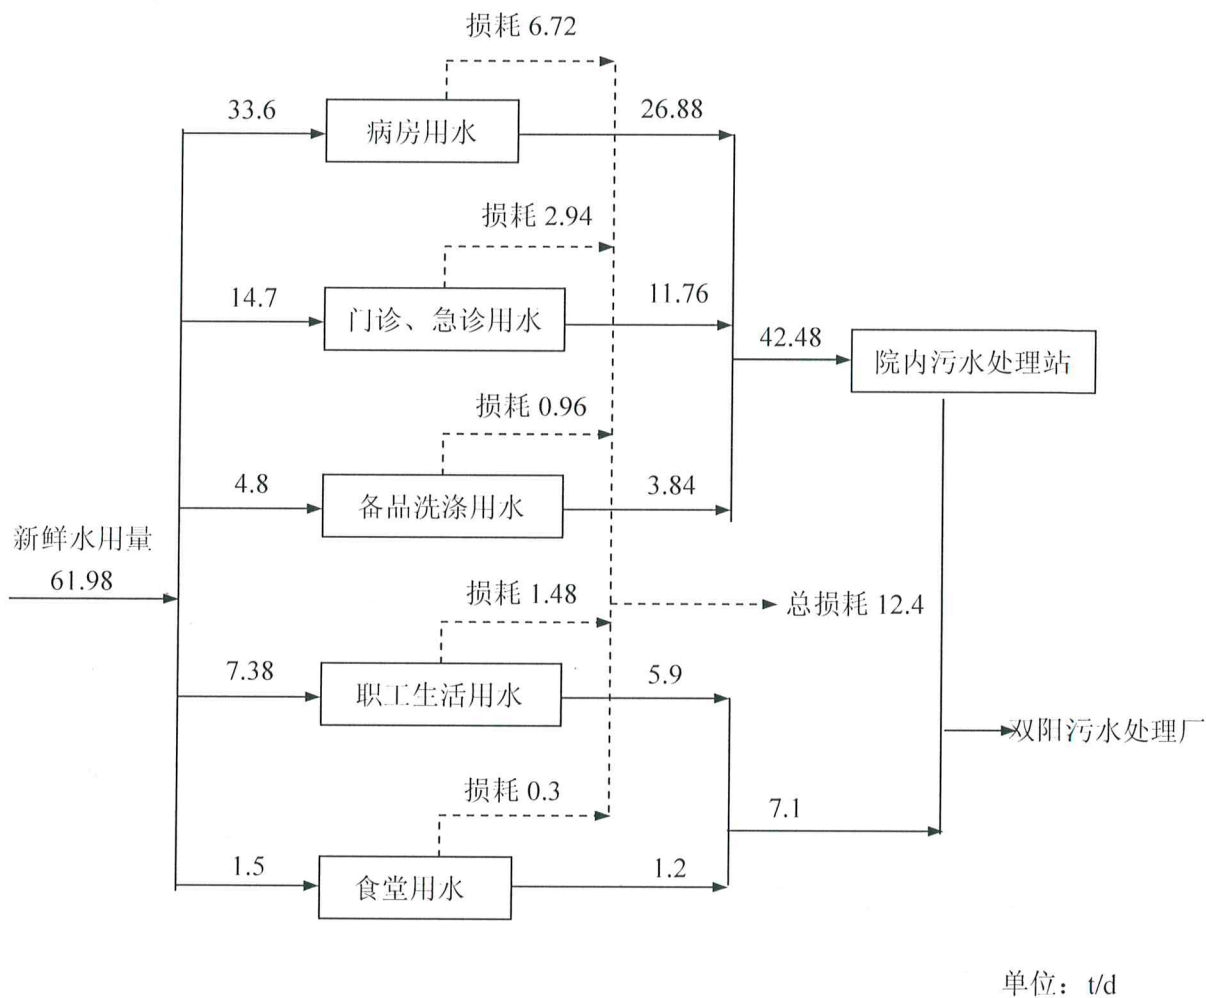 损耗 6.72
33.6
病房用水
26.88
损耗 2.94
14.7
门诊、急诊用水
11.76
42.48
院内污水处理站
损耗 0.96
4.8
备品洗涤用水
3.84
新鲜水用量
61.98
损耗 1.48
总损耗 12.4
7.38
职工生活用水
5.9
双阳污水处理厂
损耗 0.3
7.1
1.5
食堂用水
1.2
单位：t/d